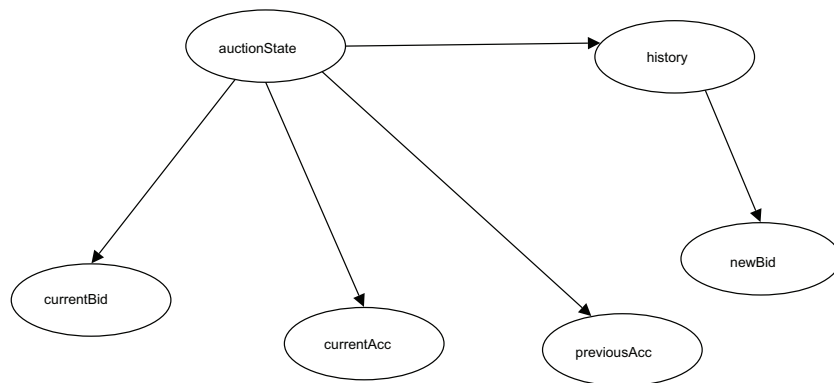 auctionState
history
newBid
currentBid
currentAcc
previousAcc